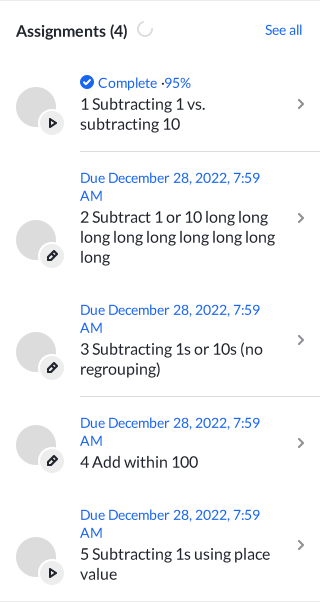 Assignments (4)
See all
Complete ·95%
1 Subtracting 1 vs.
subtracting 10
Due December 28, 2022, 7:59
AM
2 Subtract 1 or 10 long long
long long long long long long
long
Due December 28, 2022, 7:59
AM
3 Subtracting 1s or 10s (no
regrouping)
Due December 28, 2022, 7:59
AM
4 Add within 100
Due December 28, 2022, 7:59
AM
5 Subtracting 1s using place
value